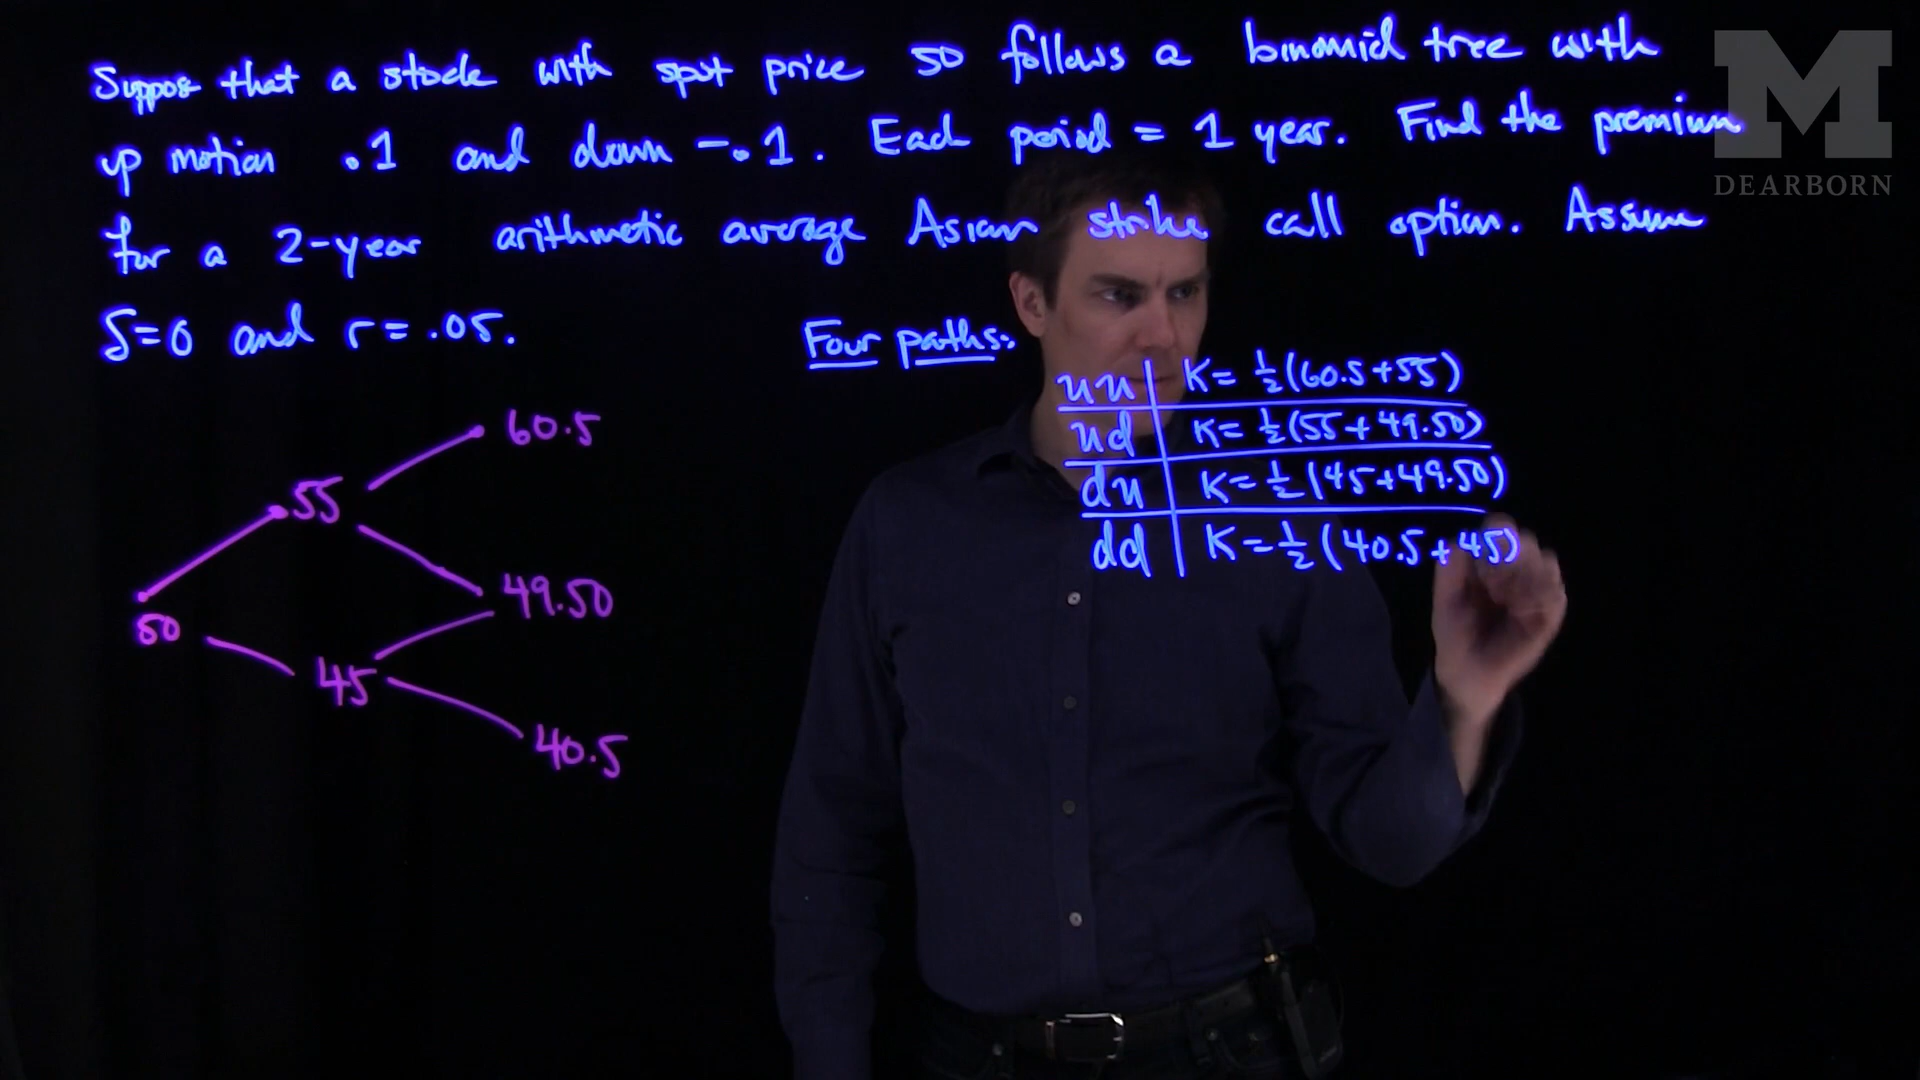 Suppose that a stock with spot price 50 follows a binomial tree with
up motion .1 and down -.1. Each period = 1 year. Find the premium
for a 2-year arithmetic average Asian strike call option. Assume
δ=0 and r=.05.
Four paths:
uu K=½(60.5+55)
ud K=½(55+49.50)
du K=½(45+49.50)
dd K=½(40.5+45)
60.5
55
49.50
50
45
40.5
M
DEARBORN